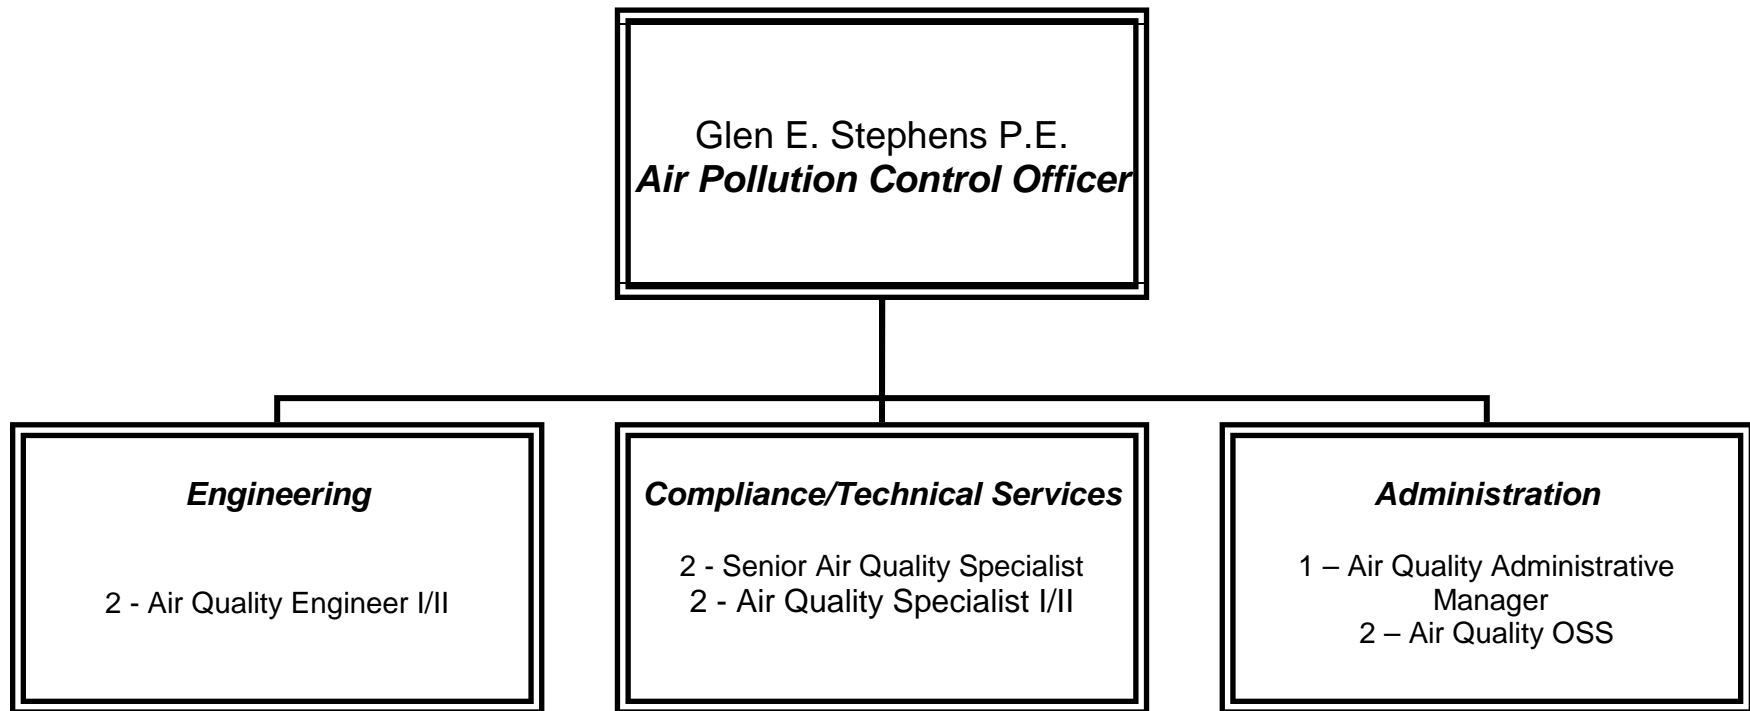 Glen E. Stephens P.E.
Air Pollution Control Officer
Engineering
2 - Air Quality Engineer I/II
Compliance/Technical Services
2 - Senior Air Quality Specialist
2 - Air Quality Specialist I/II
Administration
1 – Air Quality Administrative
Manager
2 – Air Quality OSS